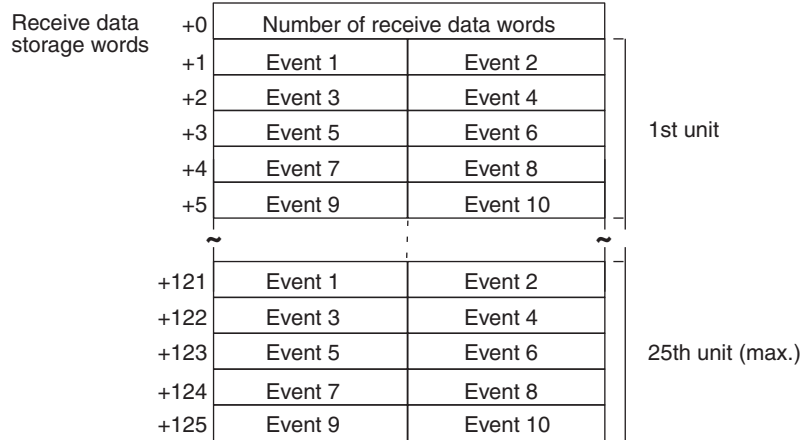 Receive data
storage words
+0 Number of receive data words
+1 Event 1 Event 2
+2 Event 3 Event 4
+3 Event 5 Event 6
+4 Event 7 Event 8
+5 Event 9 Event 10
1st unit
+121 Event 1 Event 2
+122 Event 3 Event 4
+123 Event 5 Event 6
+124 Event 7 Event 8
+125 Event 9 Event 10
25th unit (max.)